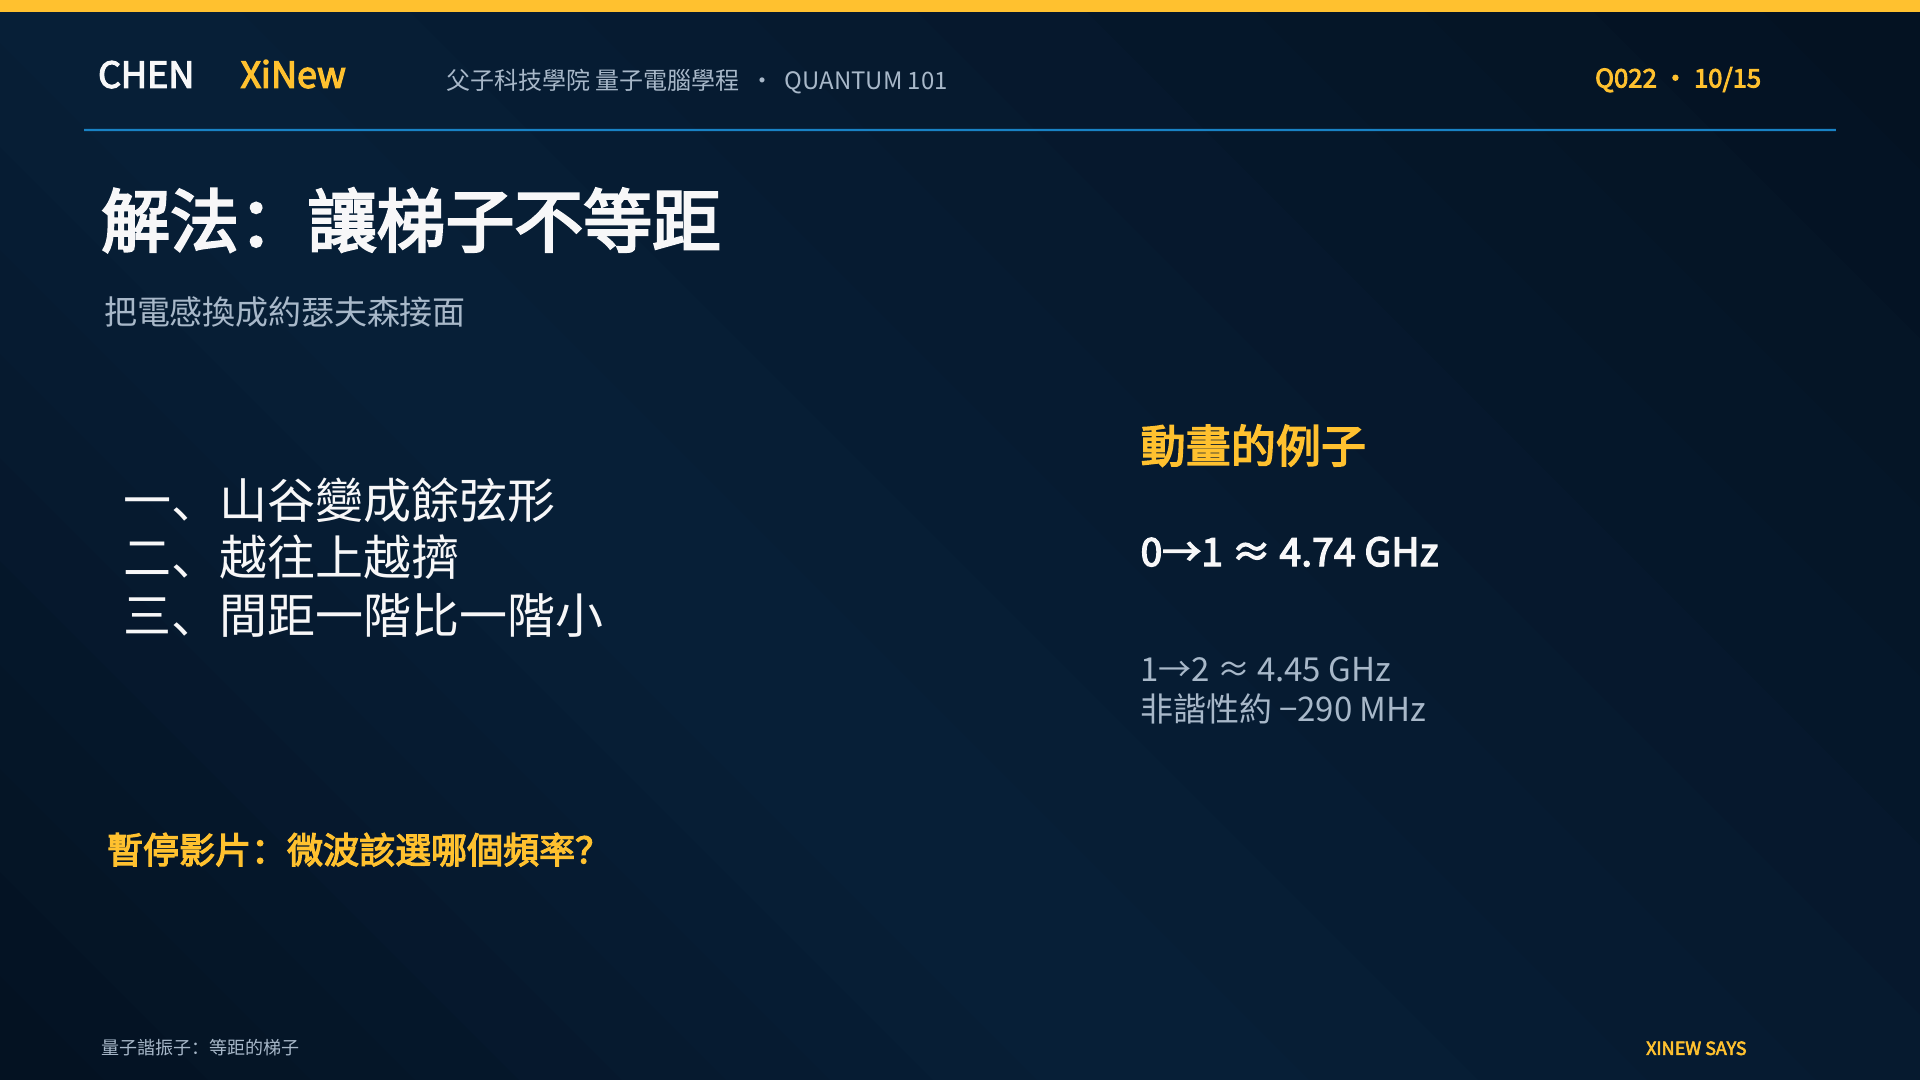 CHEN XiNew 父子科技學院 量子電腦學程 · QUANTUM 101 Q022 · 10/15
解法：讓梯子不等距
把電感換成約瑟夫森接面
一、山谷變成餘弦形
二、越往上越擠
三、間距一階比一階小
動畫的例子
0→1 ≈ 4.74 GHz
1→2 ≈ 4.45 GHz
非諧性約 −290 MHz
暫停影片：微波該選哪個頻率？
量子諧振子：等距的梯子 XINEW SAYS